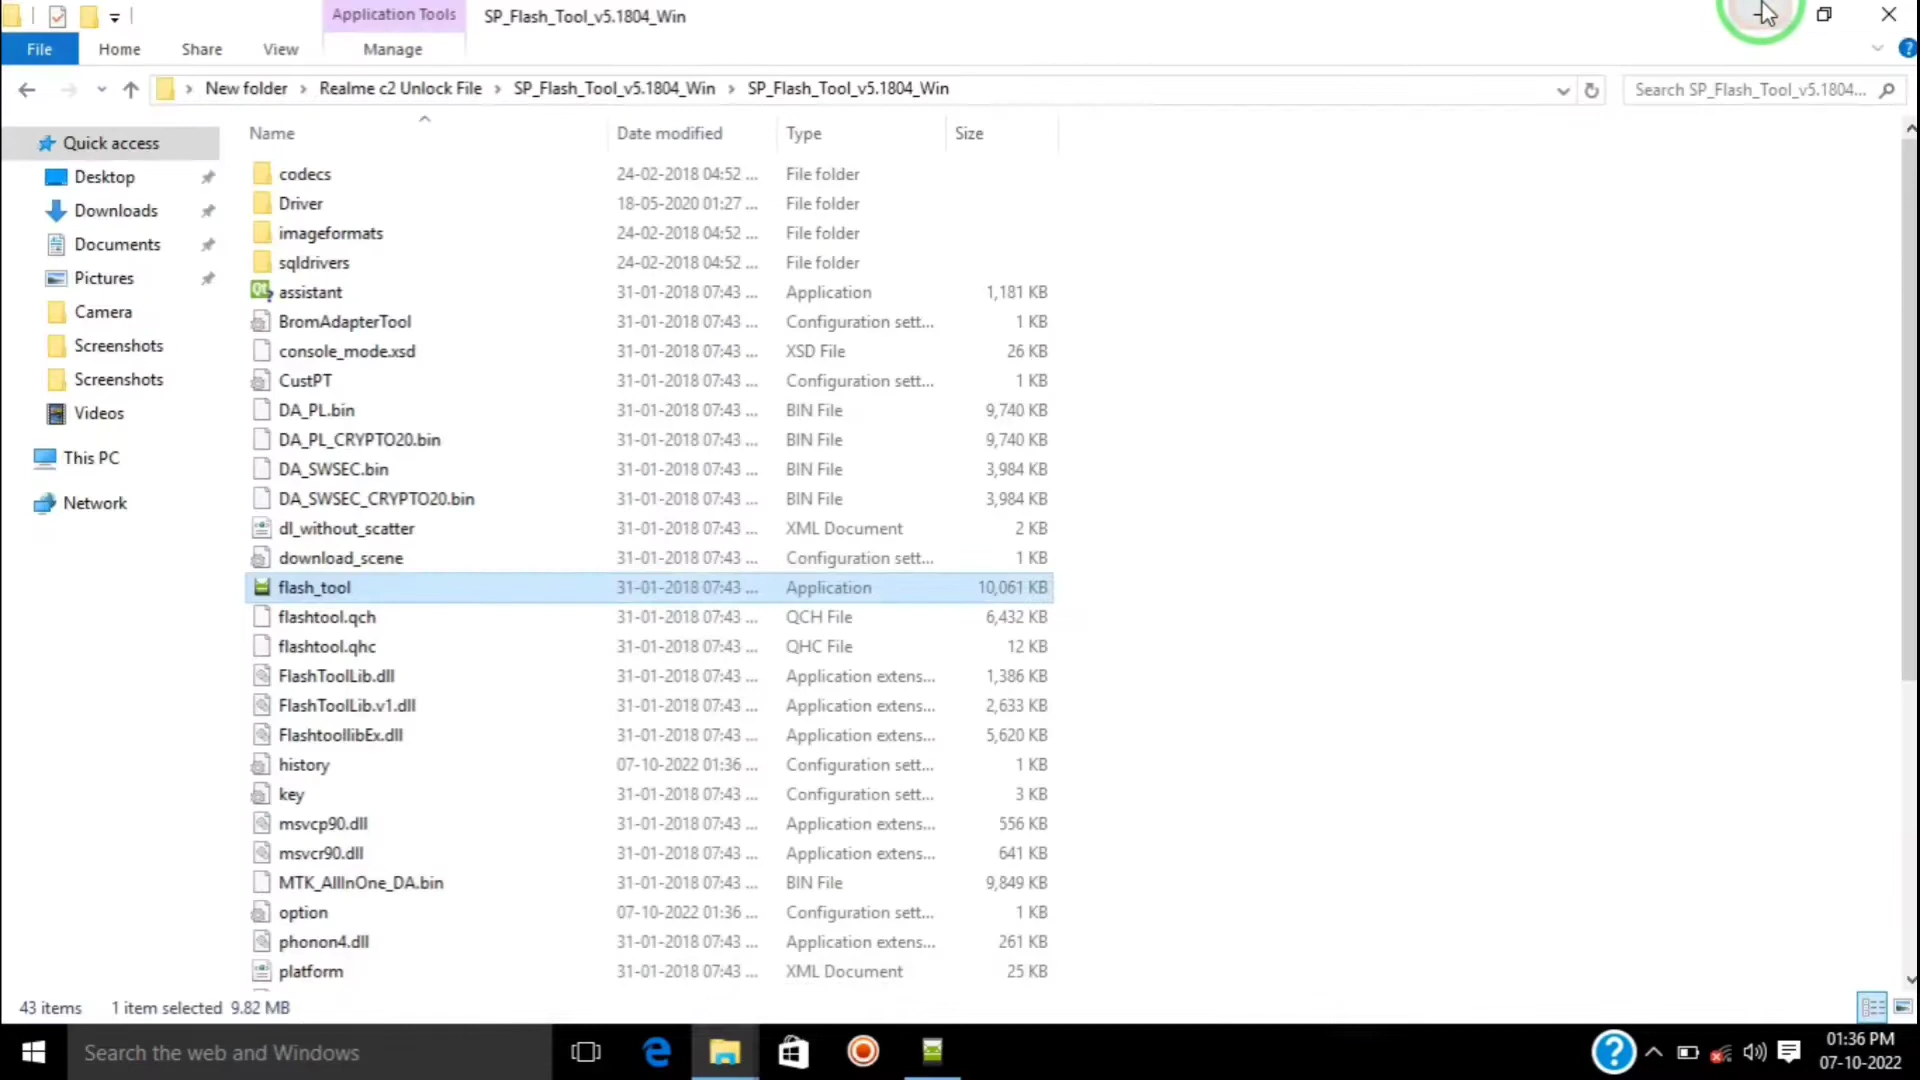 Application Tools
SP_Flash_Tool_v5.1804_Win
File
Home
Share
View
Manage
New folder
Realme c2 Unlock File
SP_Flash_Tool_v5.1804_Win
SP_Flash_Tool_v5.1804_Win
Search SP_Flash_Tool_v5.1804...
Name
Date modified
Type
Size
Quick access
Desktop
Downloads
Documents
Pictures
Camera
Screenshots
Screenshots
Videos
This PC
Network
codecs 24-02-2018 04:52 ... File folder
Driver 18-05-2020 01:27 ... File folder
imageformats 24-02-2018 04:52 ... File folder
sqldrivers 24-02-2018 04:52 ... File folder
assistant 31-01-2018 07:43 ... Application 1,181 KB
BromAdapterTool 31-01-2018 07:43 ... Configuration sett... 1 KB
console_mode.xsd 31-01-2018 07:43 ... XSD File 26 KB
CustPT 31-01-2018 07:43 ... Configuration sett... 1 KB
DA_PL.bin 31-01-2018 07:43 ... BIN File 9,740 KB
DA_PL_CRYPTO20.bin 31-01-2018 07:43 ... BIN File 9,740 KB
DA_SWSEC.bin 31-01-2018 07:43 ... BIN File 3,984 KB
DA_SWSEC_CRYPTO20.bin 31-01-2018 07:43 ... BIN File 3,984 KB
dl_without_scatter 31-01-2018 07:43 ... XML Document 2 KB
download_scene 31-01-2018 07:43 ... Configuration sett... 1 KB
flash_tool 31-01-2018 07:43 ... Application 10,061 KB
flashtool.qch 31-01-2018 07:43 ... QCH File 6,432 KB
flashtool.qhc 31-01-2018 07:43 ... QHC File 12 KB
FlashToolLib.dll 31-01-2018 07:43 ... Application extens... 1,386 KB
FlashToolLib.v1.dll 31-01-2018 07:43 ... Application extens... 2,633 KB
FlashtoollibEx.dll 31-01-2018 07:43 ... Application extens... 5,620 KB
history 07-10-2022 01:36 ... Configuration sett... 1 KB
key 31-01-2018 07:43 ... Configuration sett... 3 KB
msvcp90.dll 31-01-2018 07:43 ... Application extens... 556 KB
msvcr90.dll 31-01-2018 07:43 ... Application extens... 641 KB
MTK_AllInOne_DA.bin 31-01-2018 07:43 ... BIN File 9,849 KB
option 07-10-2022 01:36 ... Configuration sett... 1 KB
phonon4.dll 31-01-2018 07:43 ... Application extens... 261 KB
platform 31-01-2018 07:43 ... XML Document 25 KB
43 items 1 item selected 9.82 MB
Search the web and Windows
01:36 PM
07-10-2022